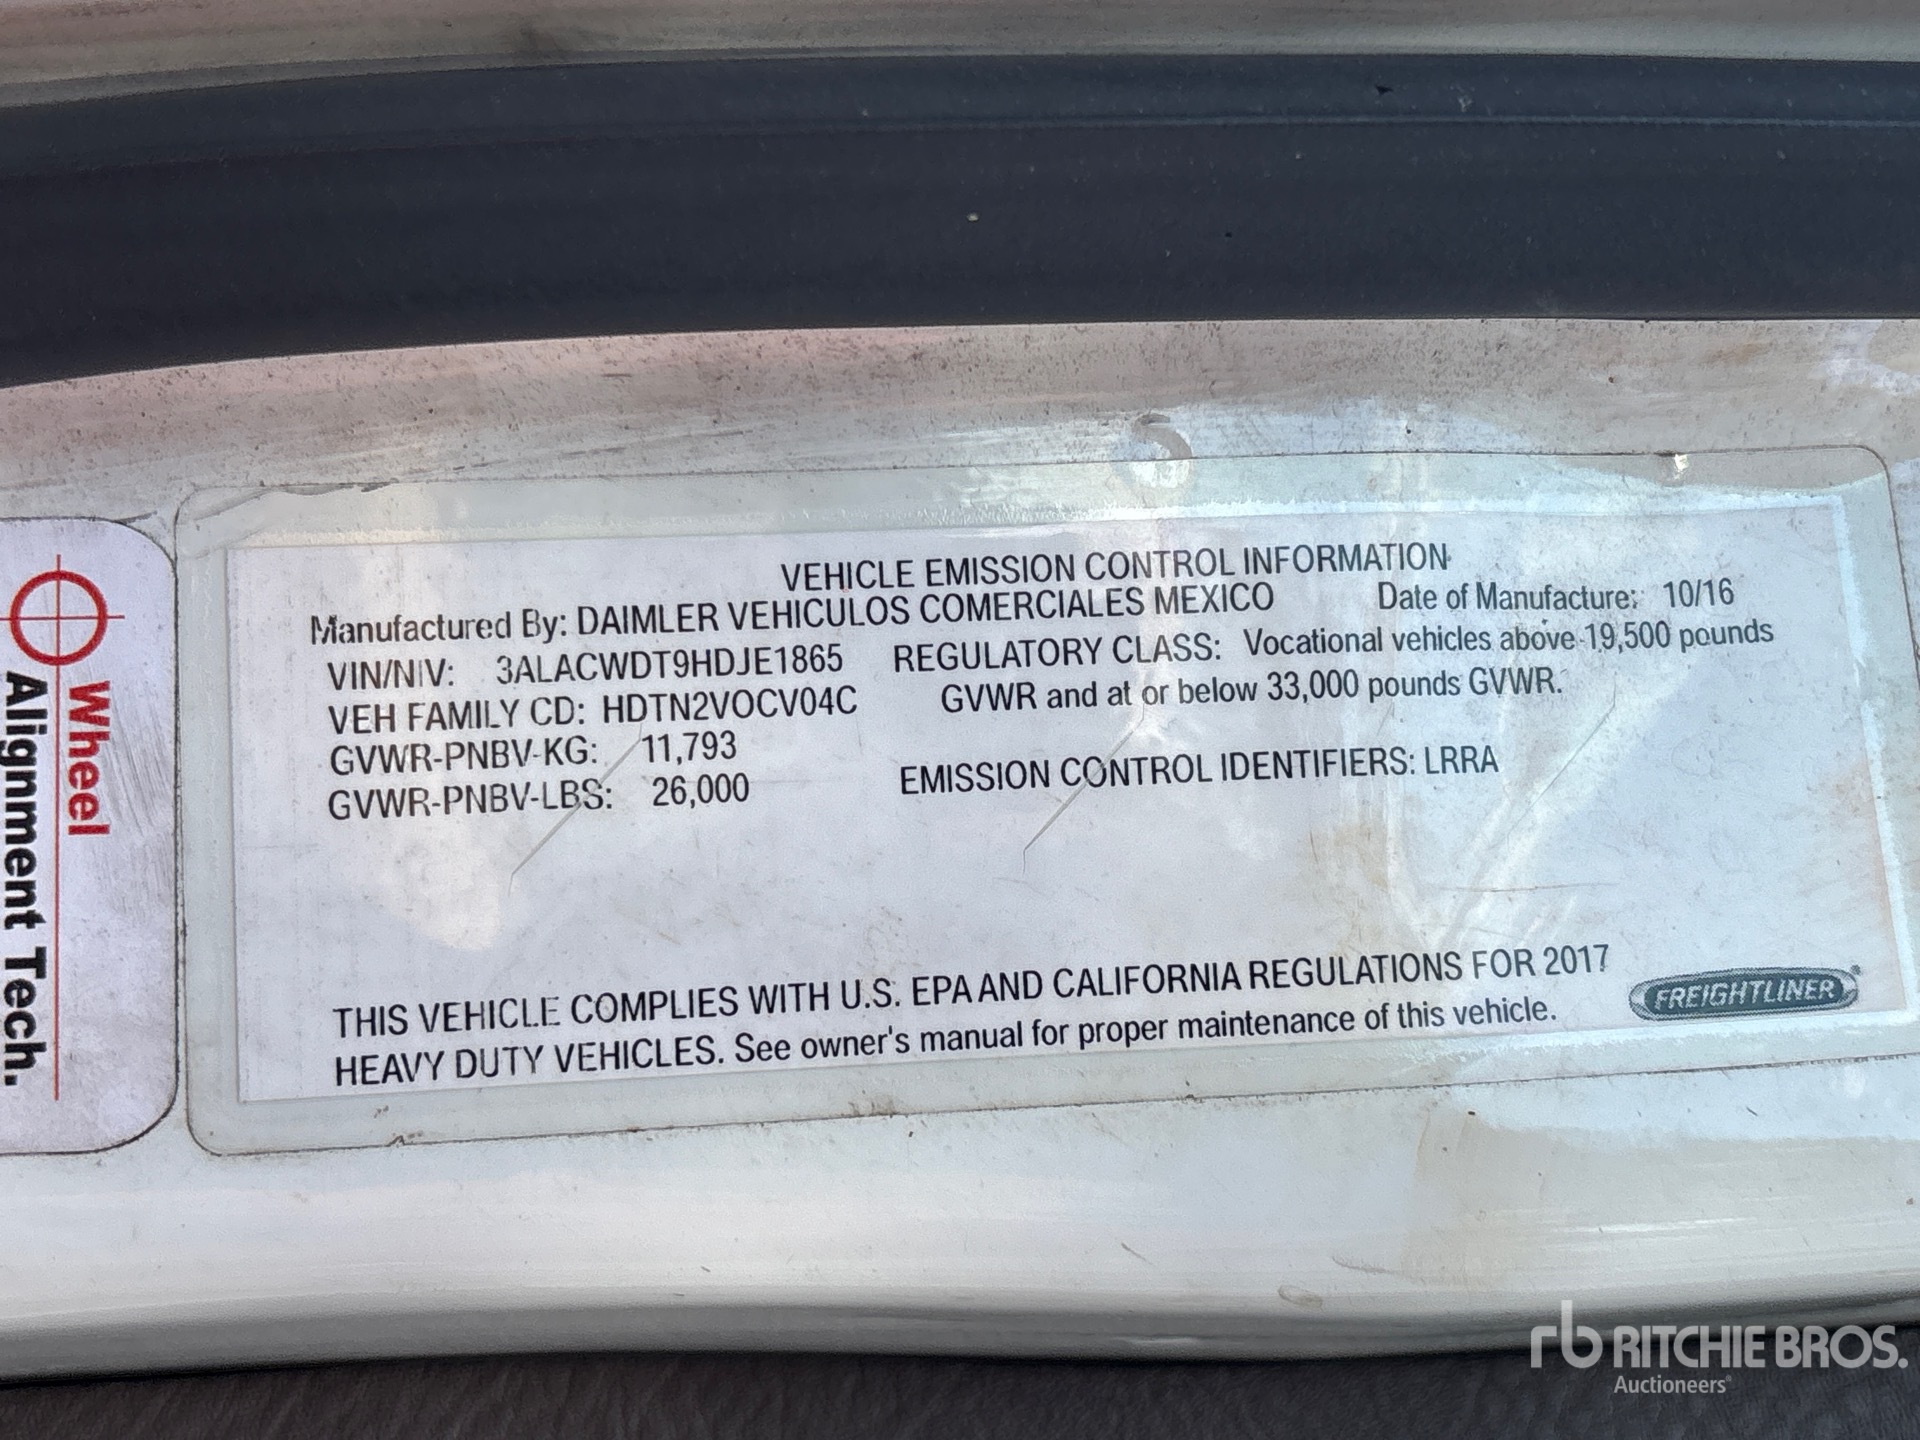 VEHICLE EMISSION CONTROL INFORMATION
Manufactured By: DAIMLER VEHICULOS COMERCIALES MEXICO Date of Manufacture: 10/16
VIN/NIV: 3ALACWDT9HDJE1865 REGULATORY CLASS: Vocational vehicles above 19,500 pounds
VEH FAMILY CD: HDTN2VOCV04C GVWR and at or below 33,000 pounds GVWR.
GVWR-PNBV-KG: 11,793
GVWR-PNBV-LBS: 26,000 EMISSION CONTROL IDENTIFIERS: LRRA
THIS VEHICLE COMPLIES WITH U.S. EPA AND CALIFORNIA REGULATIONS FOR 2017
HEAVY DUTY VEHICLES. See owner's manual for proper maintenance of this vehicle.
FREIGHTLINER
Wheel
Alignment Tech.
rb RITCHIE BROS.
Auctioneers